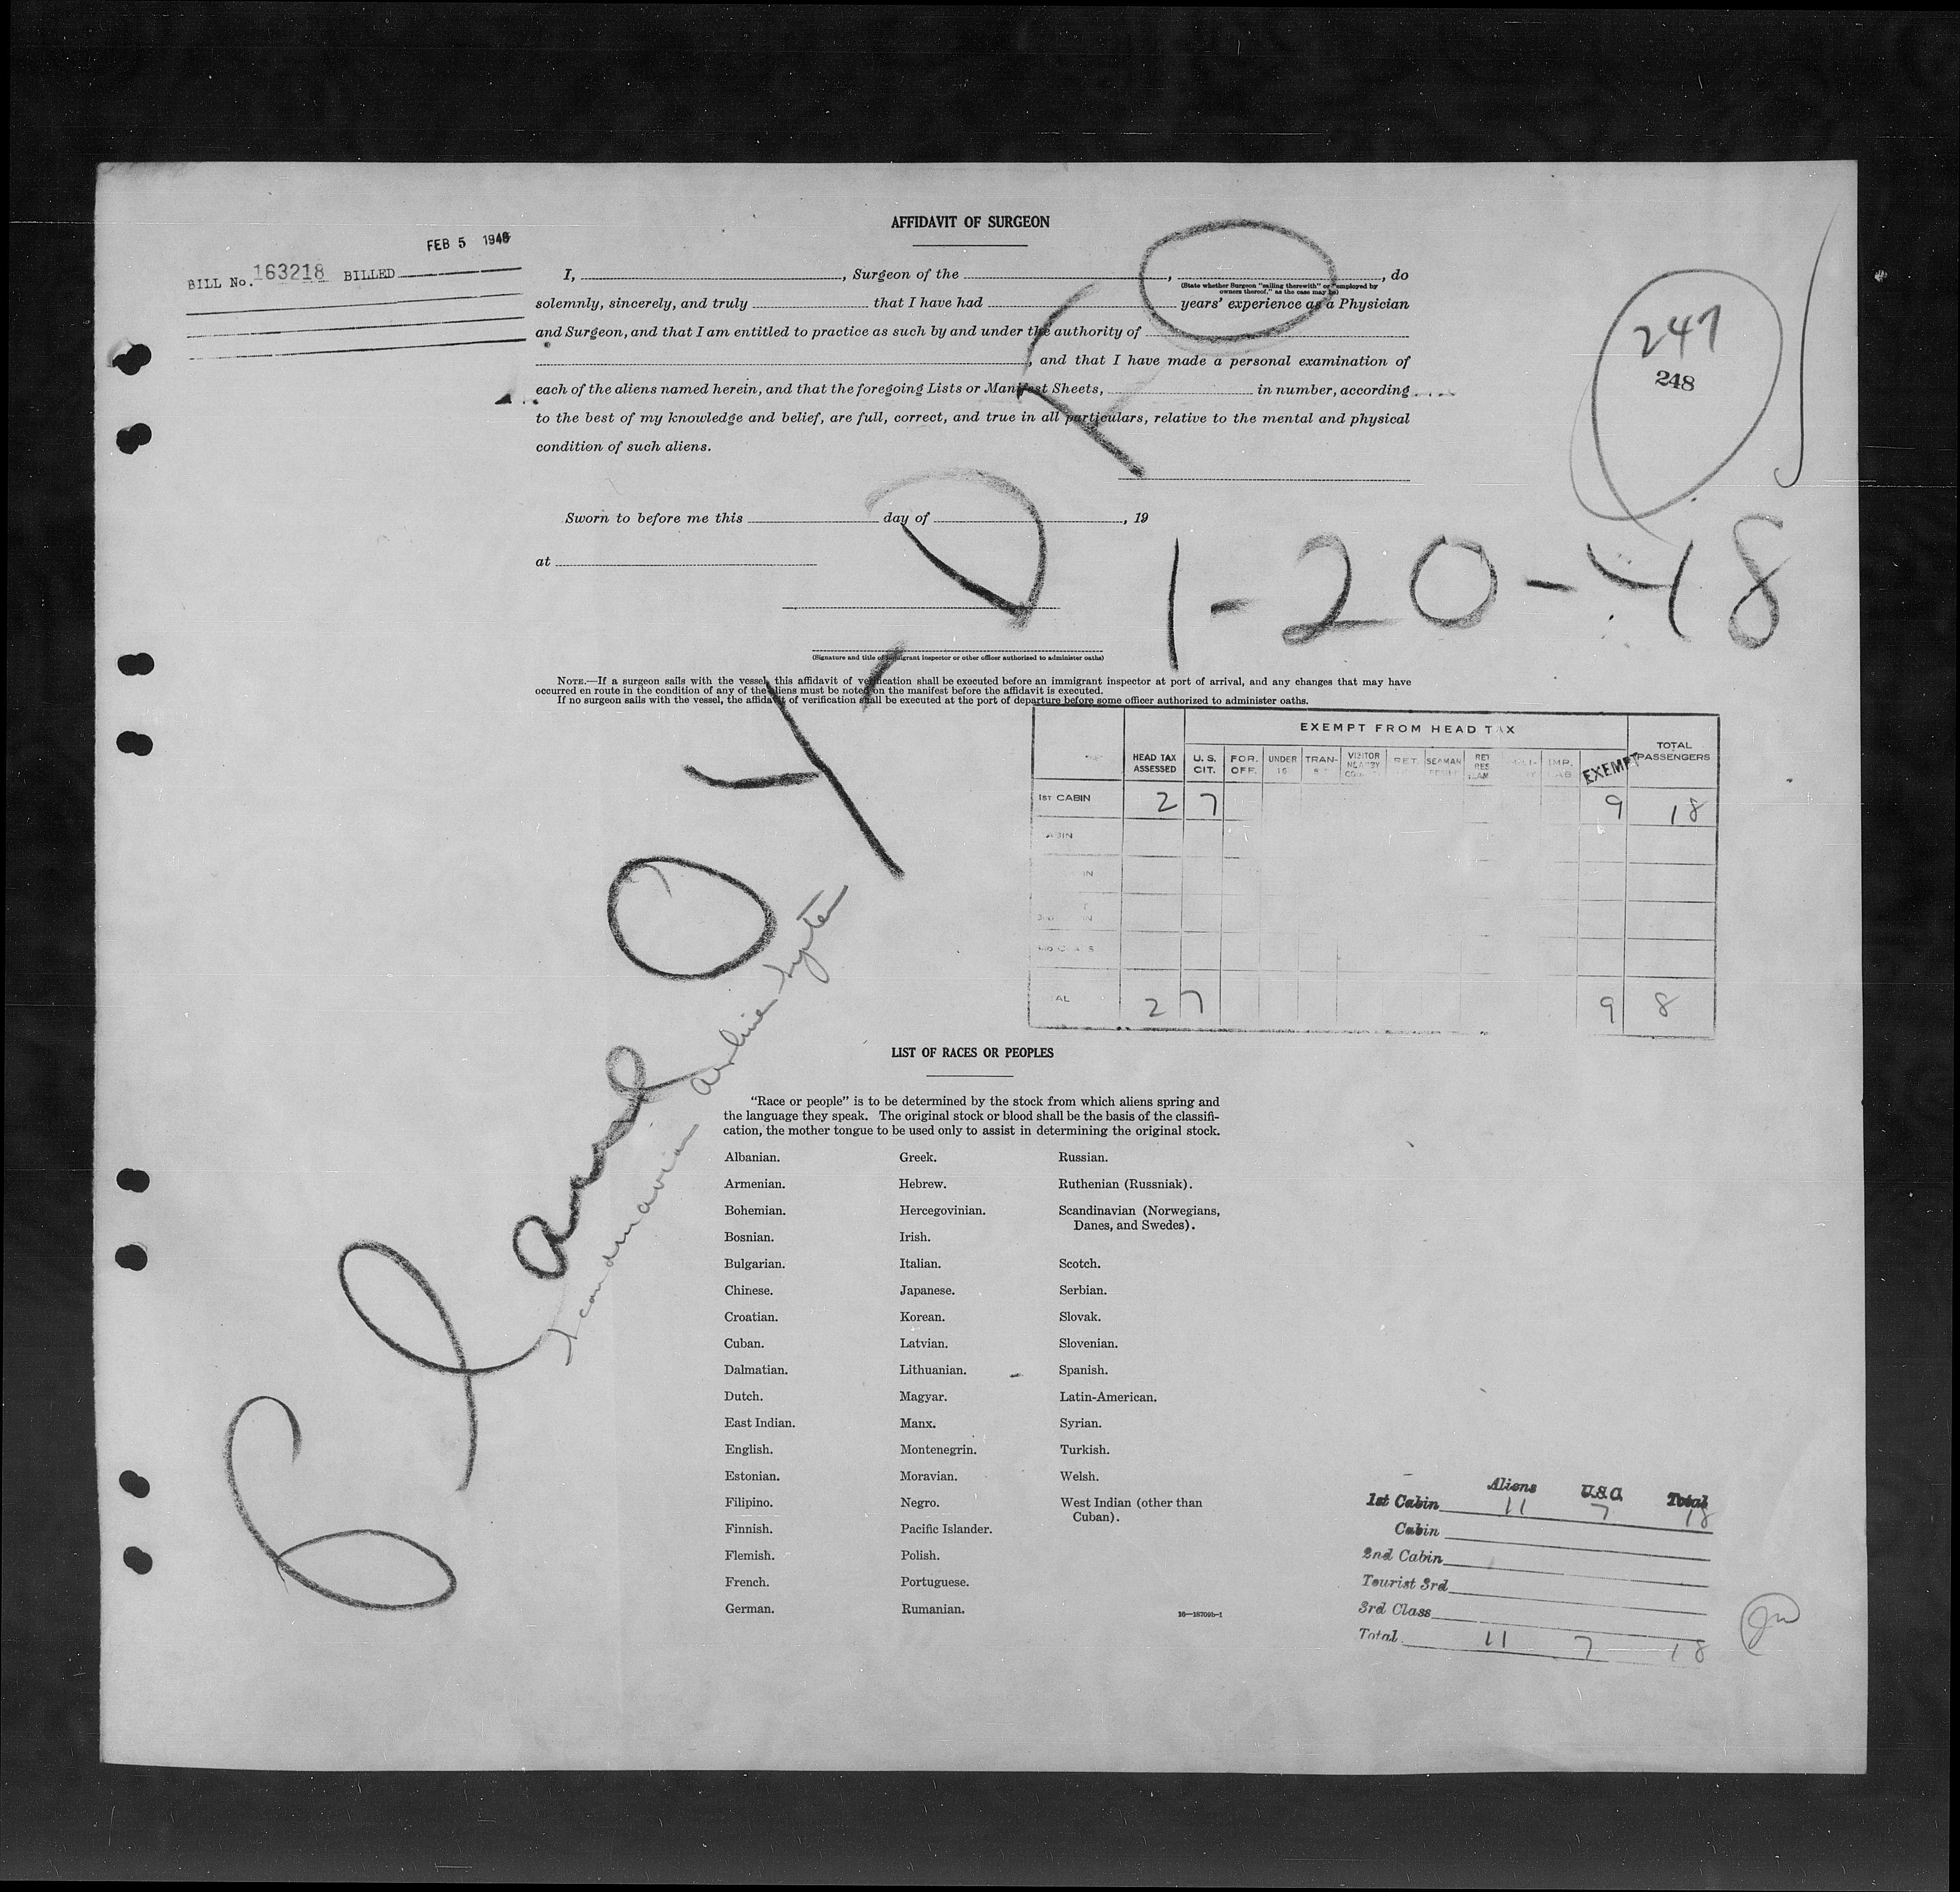 AFFIDAVIT OF SURGEON
FEB 5 1948
BILL No. 163218 BILLED
I, , Surgeon of the , , do
(State whether Surgeon "sailing therewith" or "employed by
owners thereof," as the case may be)
solemnly, sincerely, and truly that I have had years' experience as a Physician
and Surgeon, and that I am entitled to practice as such by and under the authority of
, and that I have made a personal examination of
each of the aliens named herein, and that the foregoing Lists or Manifest Sheets, in number, according
to the best of my knowledge and belief, are full, correct, and true in all particulars, relative to the mental and physical
condition of such aliens.
247
248
Sworn to before me this day of , 19
at
1-20-48
(Signature and title of immigrant inspector or other officer authorized to administer oaths)
NOTE.—If a surgeon sails with the vessel, this affidavit of verification shall be executed before an immigrant inspector at port of arrival, and any changes that may have
occurred en route in the condition of any of the aliens must be noted on the manifest before the affidavit is executed.
If no surgeon sails with the vessel, the affidavit of verification shall be executed at the port of departure before some officer authorized to administer oaths.
EXEMPT FROM HEAD TAX
HEAD TAX ASSESSED U. S. CIT. FOR. OFF. UNDER 16 TRAN- VISITOR NEARBY RET. SEAMAN RET RES IMP. EXEMPT TOTAL PASSENGERS
1ST CABIN 2 7 9 18
2 7 9 8
Scandinavian Airline System
LIST OF RACES OR PEOPLES
"Race or people" is to be determined by the stock from which aliens spring and
the language they speak. The original stock or blood shall be the basis of the classifi-
cation, the mother tongue to be used only to assist in determining the original stock.
Albanian. Greek. Russian.
Armenian. Hebrew. Ruthenian (Russniak).
Bohemian. Hercegovinian. Scandinavian (Norwegians,
Danes, and Swedes).
Bosnian. Irish.
Bulgarian. Italian. Scotch.
Chinese. Japanese. Serbian.
Croatian. Korean. Slovak.
Cuban. Latvian. Slovenian.
Dalmatian. Lithuanian. Spanish.
Dutch. Magyar. Latin-American.
East Indian. Manx. Syrian.
English. Montenegrin. Turkish.
Estonian. Moravian. Welsh.
Filipino. Negro. West Indian (other than
Cuban).
Finnish. Pacific Islander.
Flemish. Polish.
French. Portuguese.
German. Rumanian.
16—18709b-1
Aliens U.S.C. Total
1st Cabin 11 7 18
Cabin
2nd Cabin
Tourist 3rd
3rd Class
Total 11 7 18